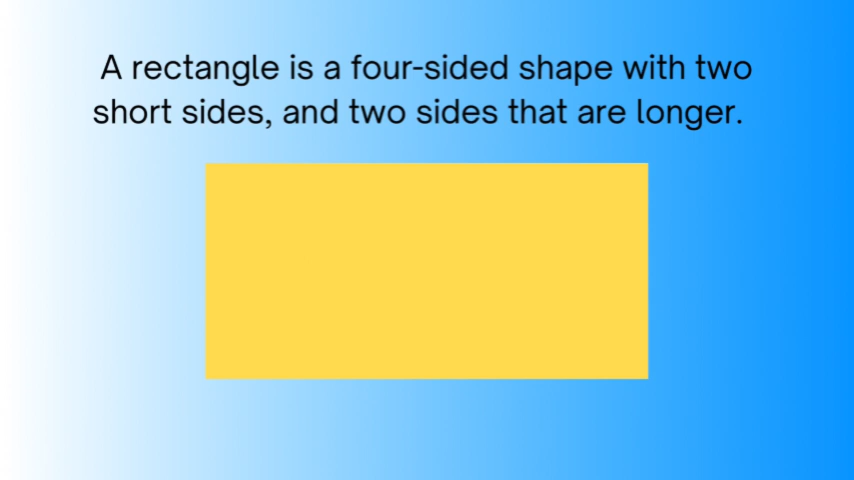 A rectangle is a four-sided shape with two
short sides, and two sides that are longer.